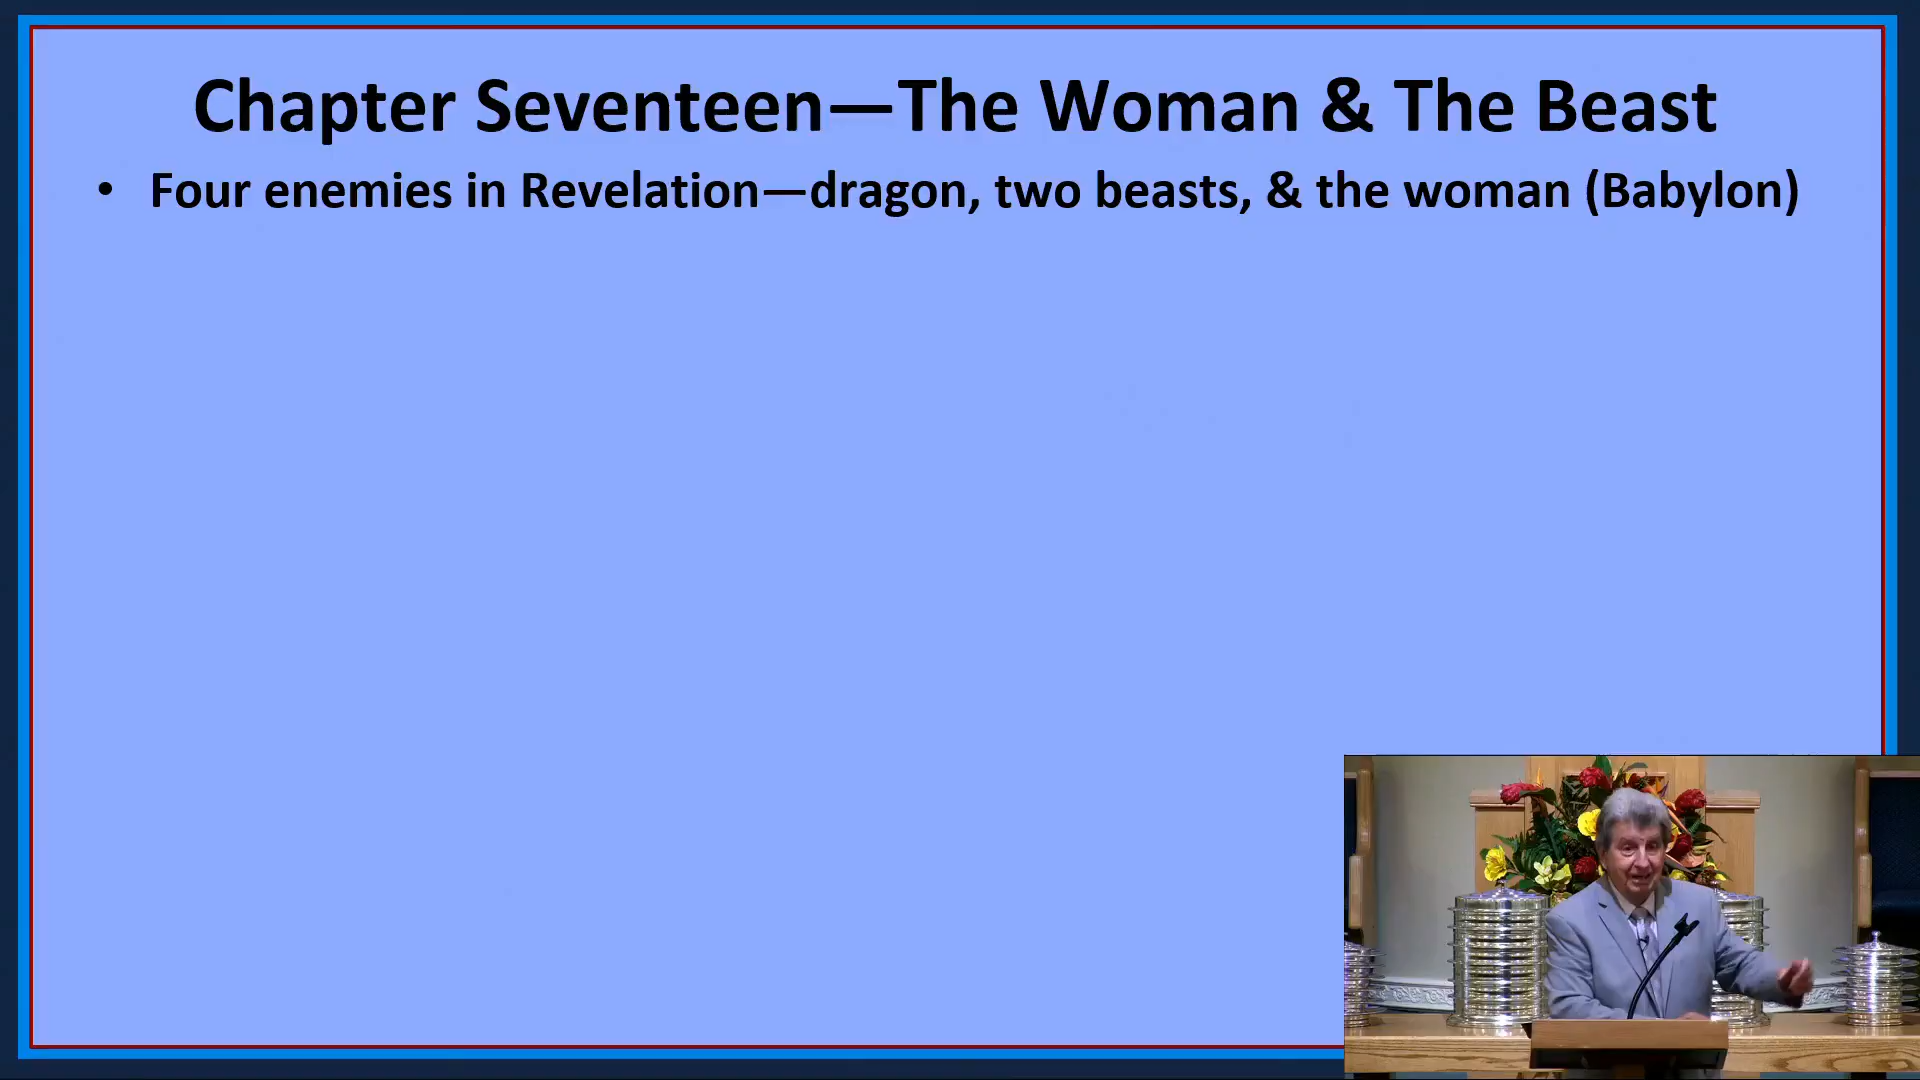 Chapter Seventeen—The Woman & The Beast
• Four enemies in Revelation—dragon, two beasts, & the woman (Babylon)